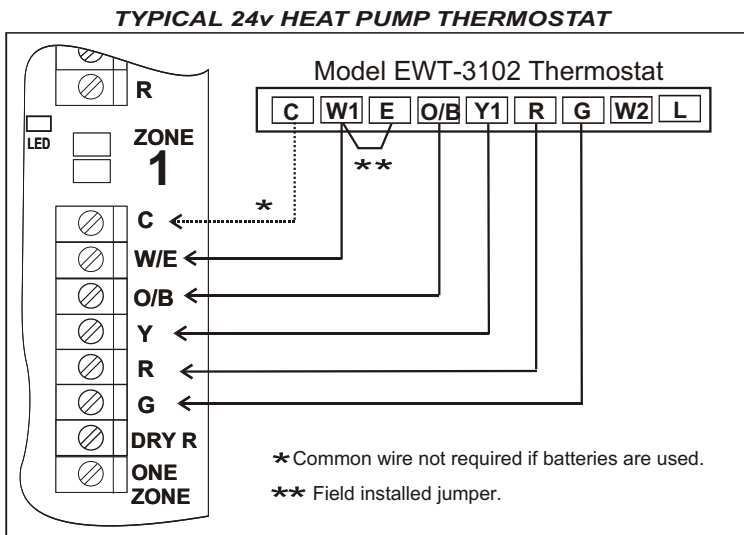 TYPICAL 24v HEAT PUMP THERMOSTAT
Model EWT-3102 Thermostat
C W1 E O/B Y1 R G W2 L
**
*
R
LED
ZONE
1
C
W/E
O/B
Y
R
G
DRY R
ONE
ZONE
* Common wire not required if batteries are used.
** Field installed jumper.